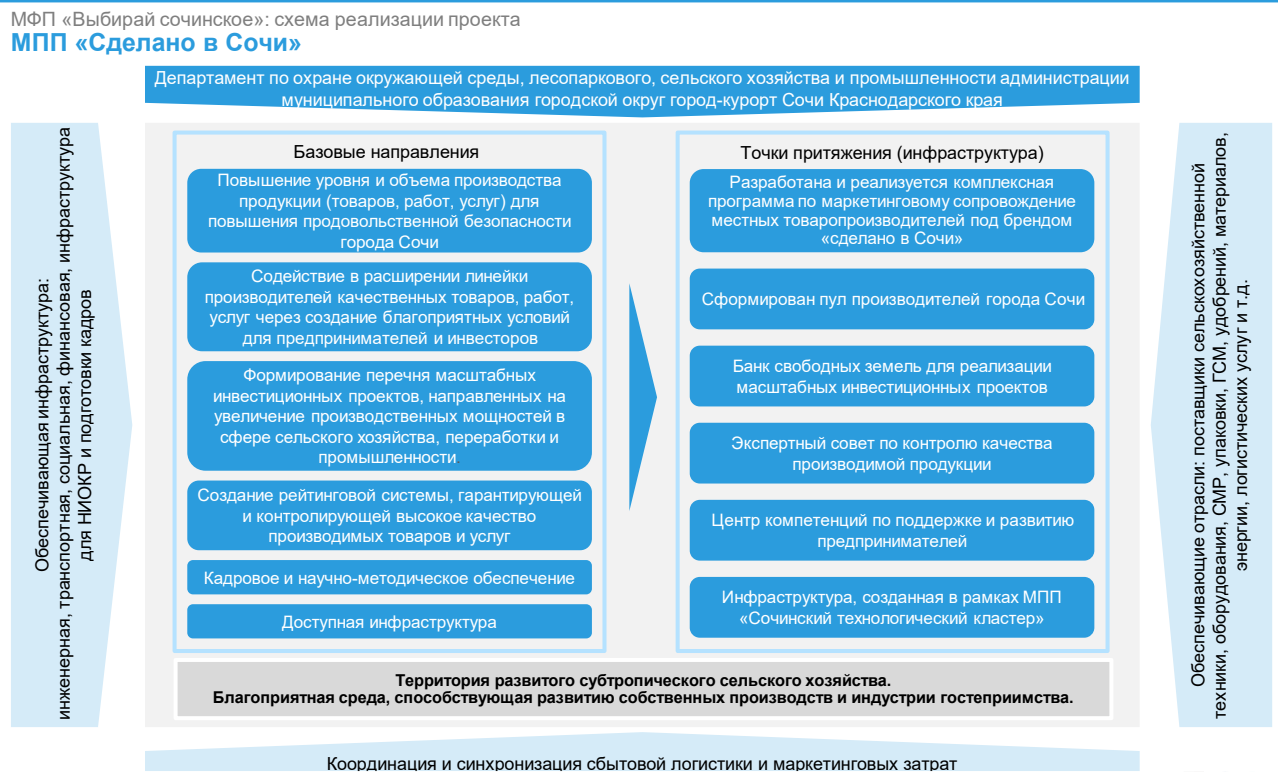 МФП «Выбирай сочинское»: схема реализации проекта
МПП «Сделано в Сочи»
Департамент по охране окружающей среды, лесопаркового, сельского хозяйства и промышленности администрации
муниципального образования городской округ город-курорт Сочи Краснодарского края
Обеспечивающая инфраструктура:
инженерная, транспортная, социальная, финансовая, инфраструктура
для НИОКР и подготовки кадров
Базовые направления
Повышение уровня и объема производства
продукции (товаров, работ, услуг) для
повышения продовольственной безопасности
города Сочи
Содействие в расширении линейки
производителей качественных товаров, работ,
услуг через создание благоприятных условий
для предпринимателей и инвесторов
Формирование перечня масштабных
инвестиционных проектов, направленных на
увеличение производственных мощностей в
сфере сельского хозяйства, переработки и
промышленности
Создание рейтинговой системы, гарантирующей
и контролирующей высокое качество
производимых товаров и услуг
Кадровое и научно-методическое обеспечение
Доступная инфраструктура
Точки притяжения (инфраструктура)
Разработана и реализуется комплексная
программа по маркетинговому сопровождение
местных товаропроизводителей под брендом
«сделано в Сочи»
Сформирован пул производителей города Сочи
Банк свободных земель для реализации
масштабных инвестиционных проектов
Экспертный совет по контролю качества
производимой продукции
Центр компетенций по поддержке и развитию
предпринимателей
Инфраструктура, созданная в рамках МПП
«Сочинский технологический кластер»
Обеспечивающие отрасли: поставщики сельскохозяйственной
техники, оборудования, СМР, упаковки, ГСМ, удобрений, материалов,
энергии, логистических услуг и т.д.
Территория развитого субтропического сельского хозяйства.
Благоприятная среда, способствующая развитию собственных производств и индустрии гостеприимства.
Координация и синхронизация сбытовой логистики и маркетинговых затрат